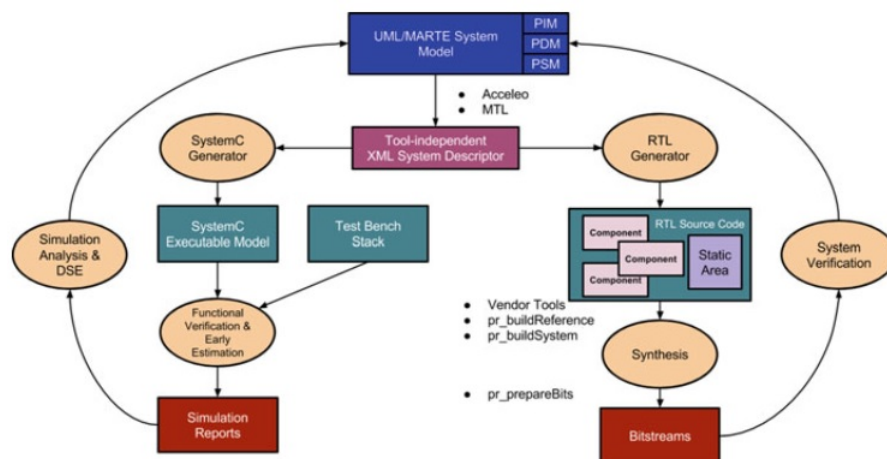 UML/MARTE System
Model
PIM
PDM
PSM
● Acceleo
● MTL
SystemC
Generator
Tool-independent
XML System Descriptor
RTL
Generator
SystemC
Executable Model
Test Bench
Stack
RTL Source Code
Component
Component
Component
Static
Area
Simulation
Analysis &
DSE
System
Verification
Functional
Verification &
Early
Estimation
● Vendor Tools
● pr_buildReference
● pr_buildSystem
Synthesis
● pr_prepareBits
Simulation
Reports
Bitstreams